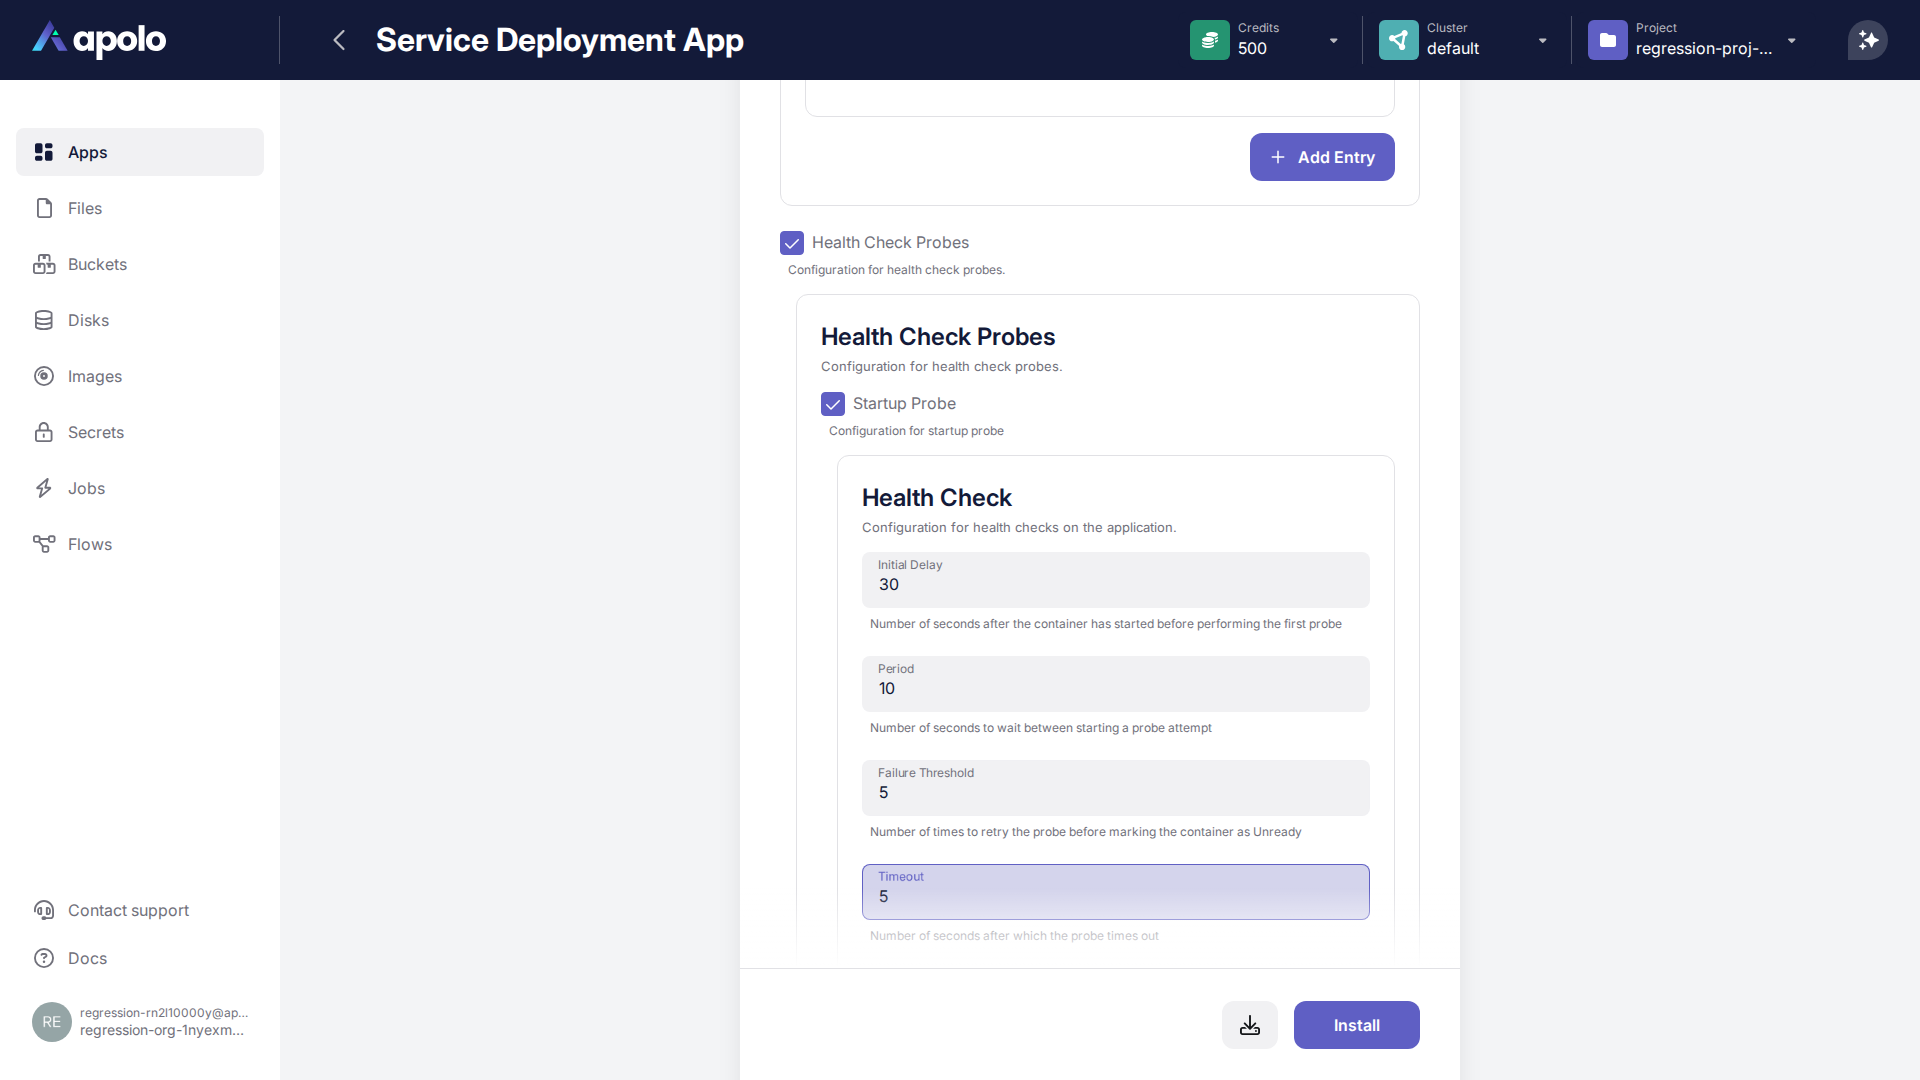 apolo
Service Deployment App
Credits
500
Cluster
default
Project
regression-proj-...
Apps
Files
Buckets
Disks
Images
Secrets
Jobs
Flows
Contact support
Docs
RE
regression-rn2l10000y@ap...
regression-org-1nyexm...
Add Entry
Health Check Probes
Configuration for health check probes.
Health Check Probes
Configuration for health check probes.
Startup Probe
Configuration for startup probe
Health Check
Configuration for health checks on the application.
Initial Delay
30
Number of seconds after the container has started before performing the first probe
Period
10
Number of seconds to wait between starting a probe attempt
Failure Threshold
5
Number of times to retry the probe before marking the container as Unready
Timeout
5
Number of seconds after which the probe times out
Install